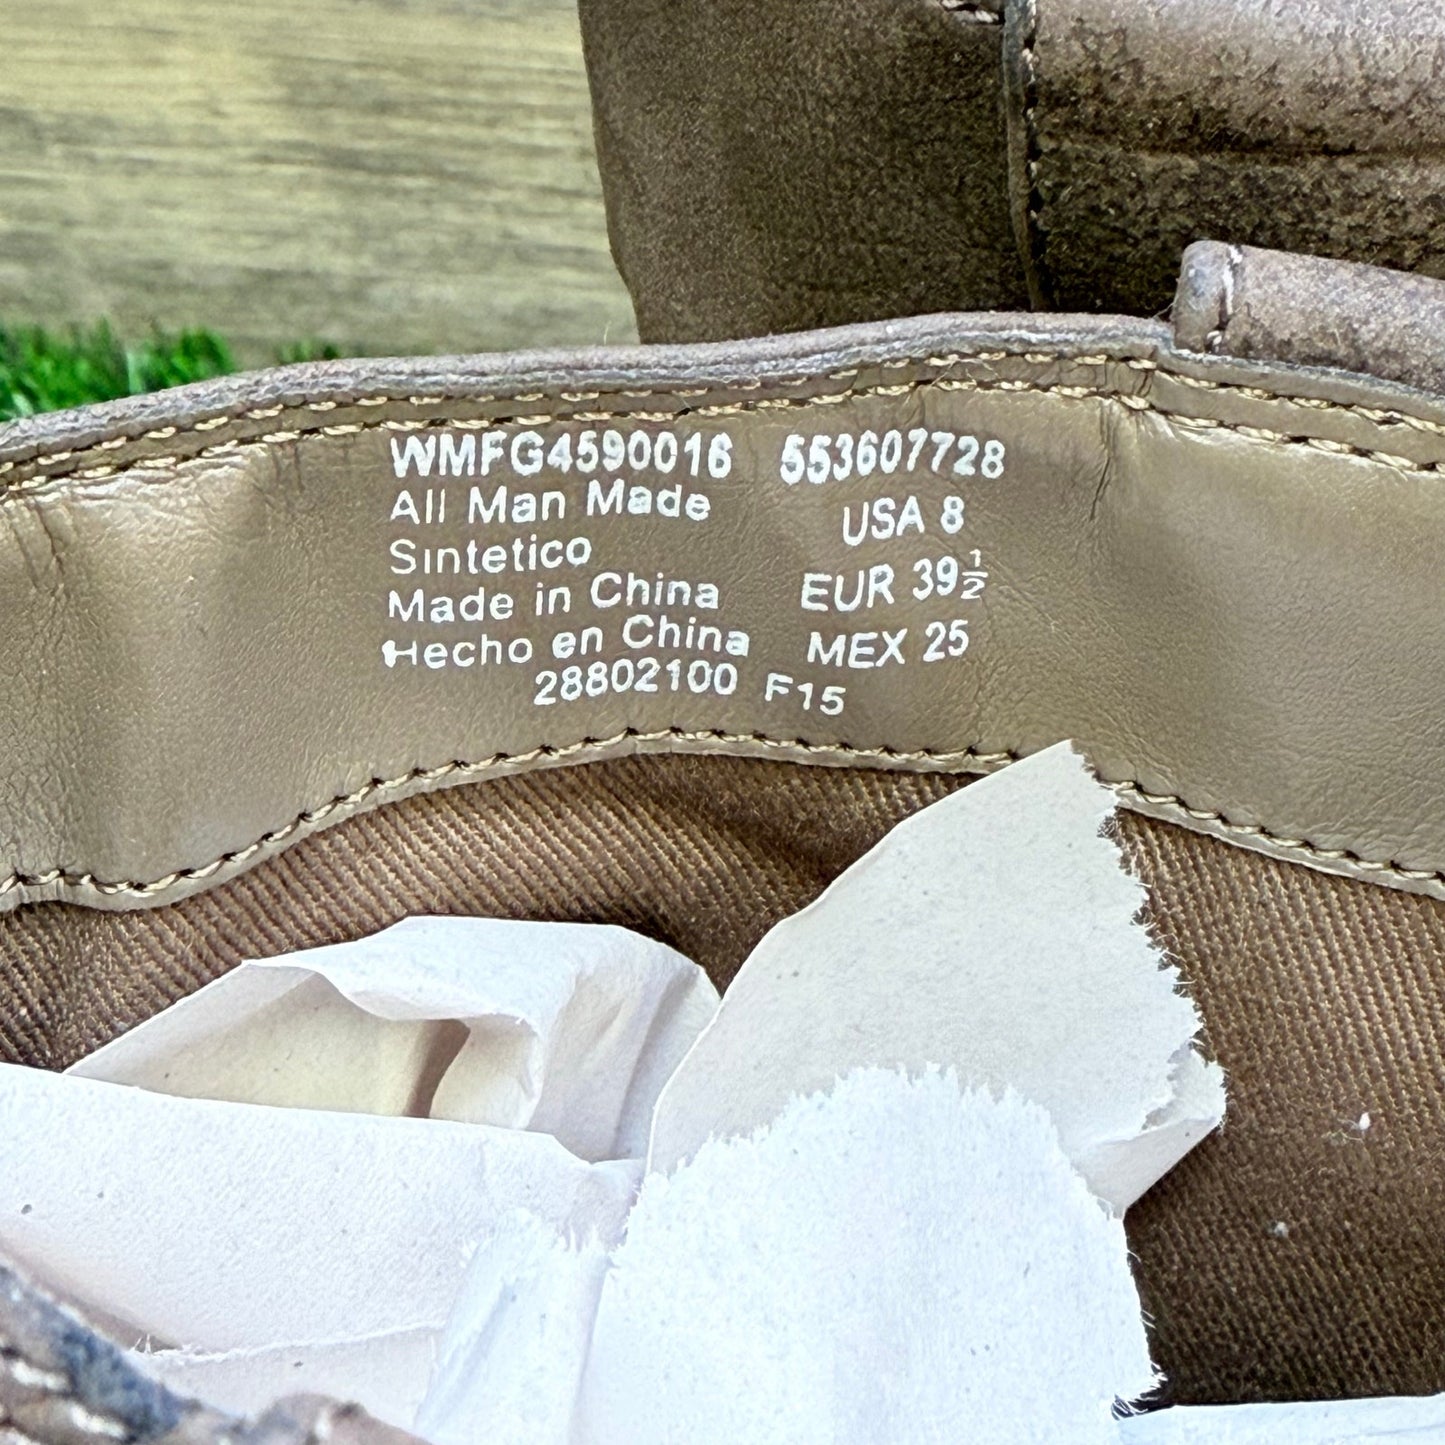 WMFG4590016 553607728
All Man Made USA 8
Sintetico
Made in China EUR 39½
Hecho en China MEX 25
28802100 F15